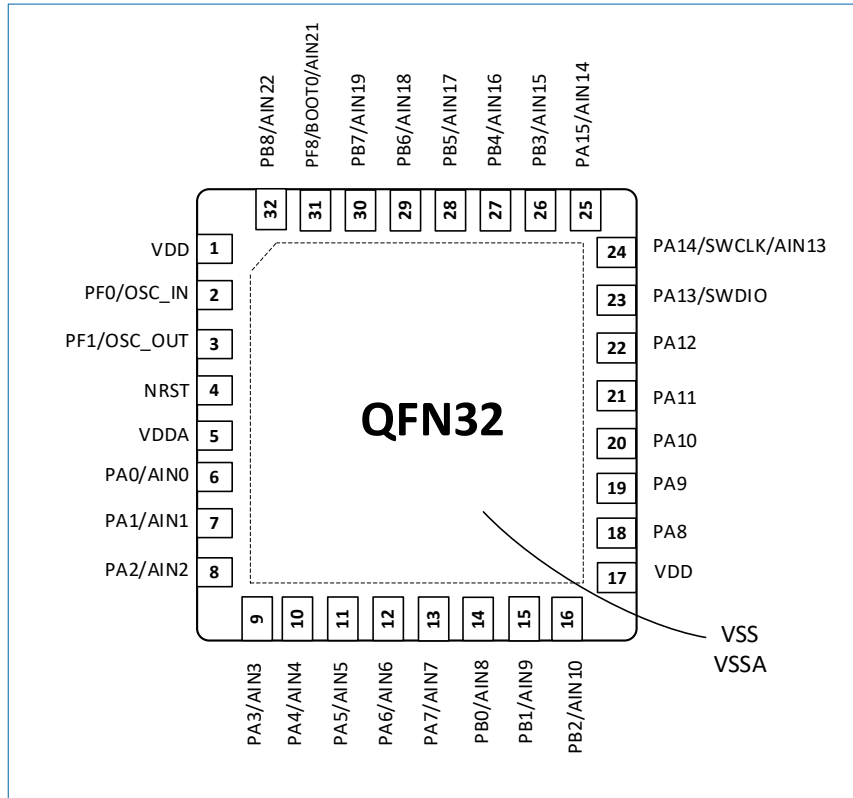 PB8/AIN22
PF8/BOOT0/AIN21
PB7/AIN19
PB6/AIN18
PB5/AIN17
PB4/AIN16
PB3/AIN15
PA15/AIN14
32
31
30
29
28
27
26
25
VDD 1
PF0/OSC_IN 2
PF1/OSC_OUT 3
NRST 4
VDDA 5
PA0/AIN0 6
PA1/AIN1 7
PA2/AIN2 8
QFN32
24 PA14/SWCLK/AIN13
23 PA13/SWDIO
22 PA12
21 PA11
20 PA10
19 PA9
18 PA8
17 VDD
9
10
11
12
13
14
15
16
VSS
VSSA
PA3/AIN3
PA4/AIN4
PA5/AIN5
PA6/AIN6
PA7/AIN7
PB0/AIN8
PB1/AIN9
PB2/AIN10